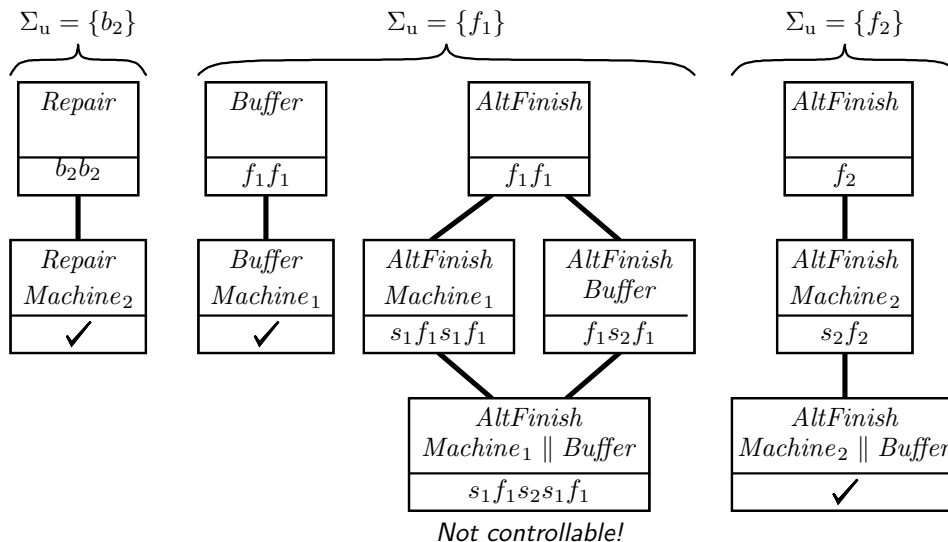 Σu = {b2}
Σu = {f1}
Σu = {f2}
Repair
b2b2
Buffer
f1f1
AltFinish
f1f1
AltFinish
f2
Repair
Machine2
✓
Buffer
Machine1
✓
AltFinish
Machine1
s1f1s1f1
AltFinish
Buffer
f1s2f1
AltFinish
Machine2
s2f2
AltFinish
Machine1 ∥ Buffer
s1f1s2s1f1
Not controllable!
AltFinish
Machine2 ∥ Buffer
✓